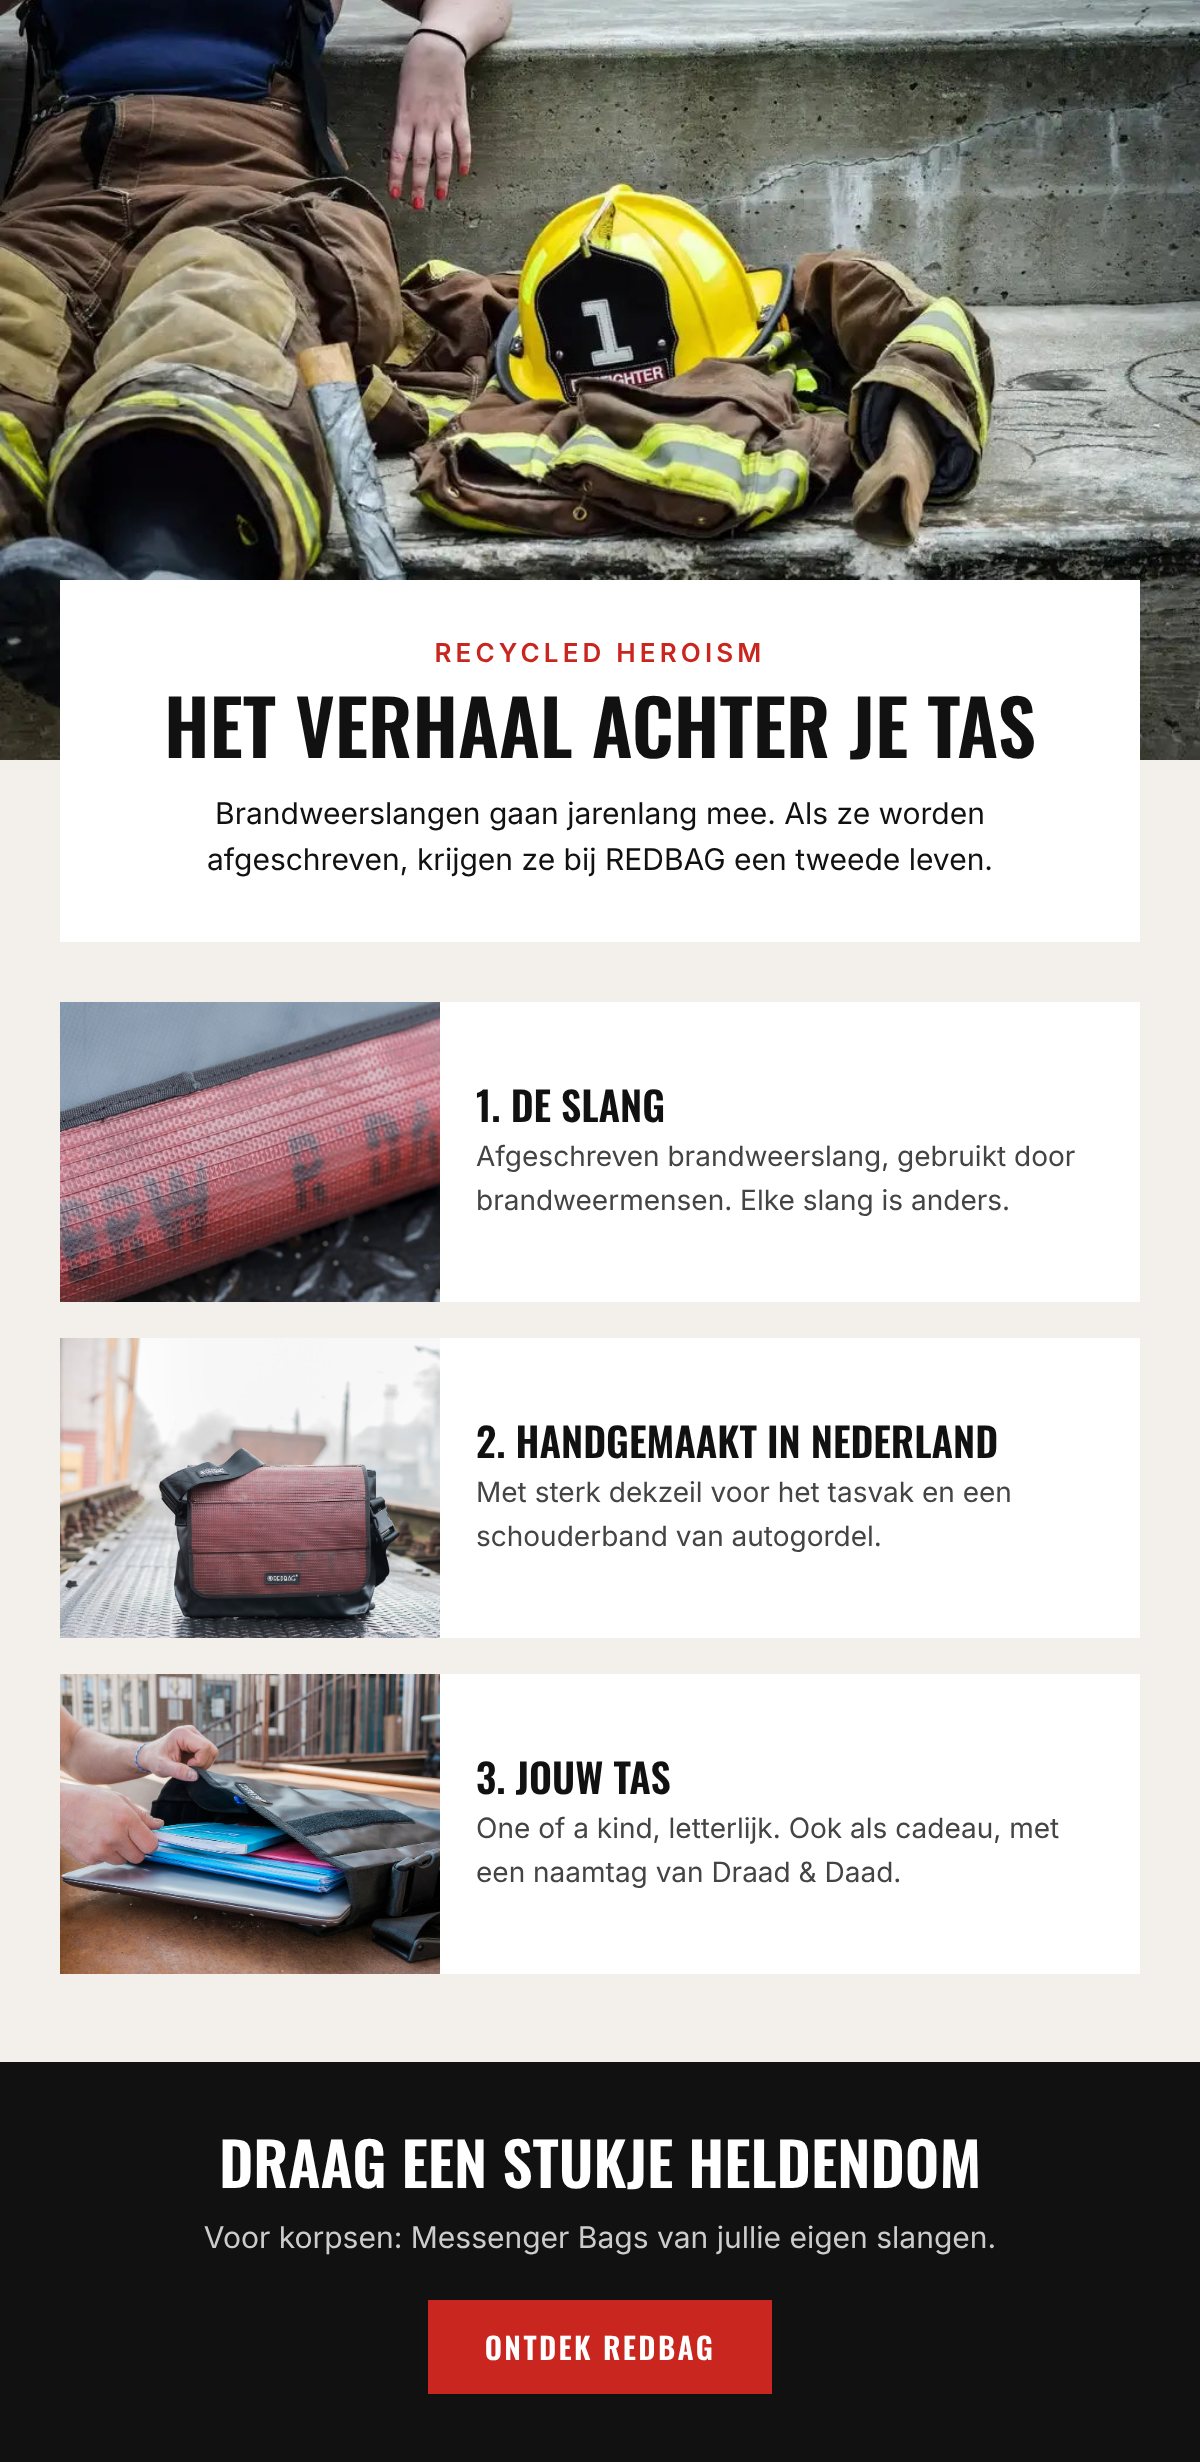 1
RECYCLED HEROISM
HET VERHAAL ACHTER JE TAS
Brandweerslangen gaan jarenlang mee. Als ze worden
afgeschreven, krijgen ze bij REDBAG een tweede leven.
1. DE SLANG
Afgeschreven brandweerslang, gebruikt door
brandweermensen. Elke slang is anders.
REDBAG
2. HANDGEMAAKT IN NEDERLAND
Met sterk dekzeil voor het tasvak en een
schouderband van autogordel.
3. JOUW TAS
One of a kind, letterlijk. Ook als cadeau, met
een naamtag van Draad & Daad.
DRAAG EEN STUKJE HELDENDOM
Voor korpsen: Messenger Bags van jullie eigen slangen.
ONTDEK REDBAG